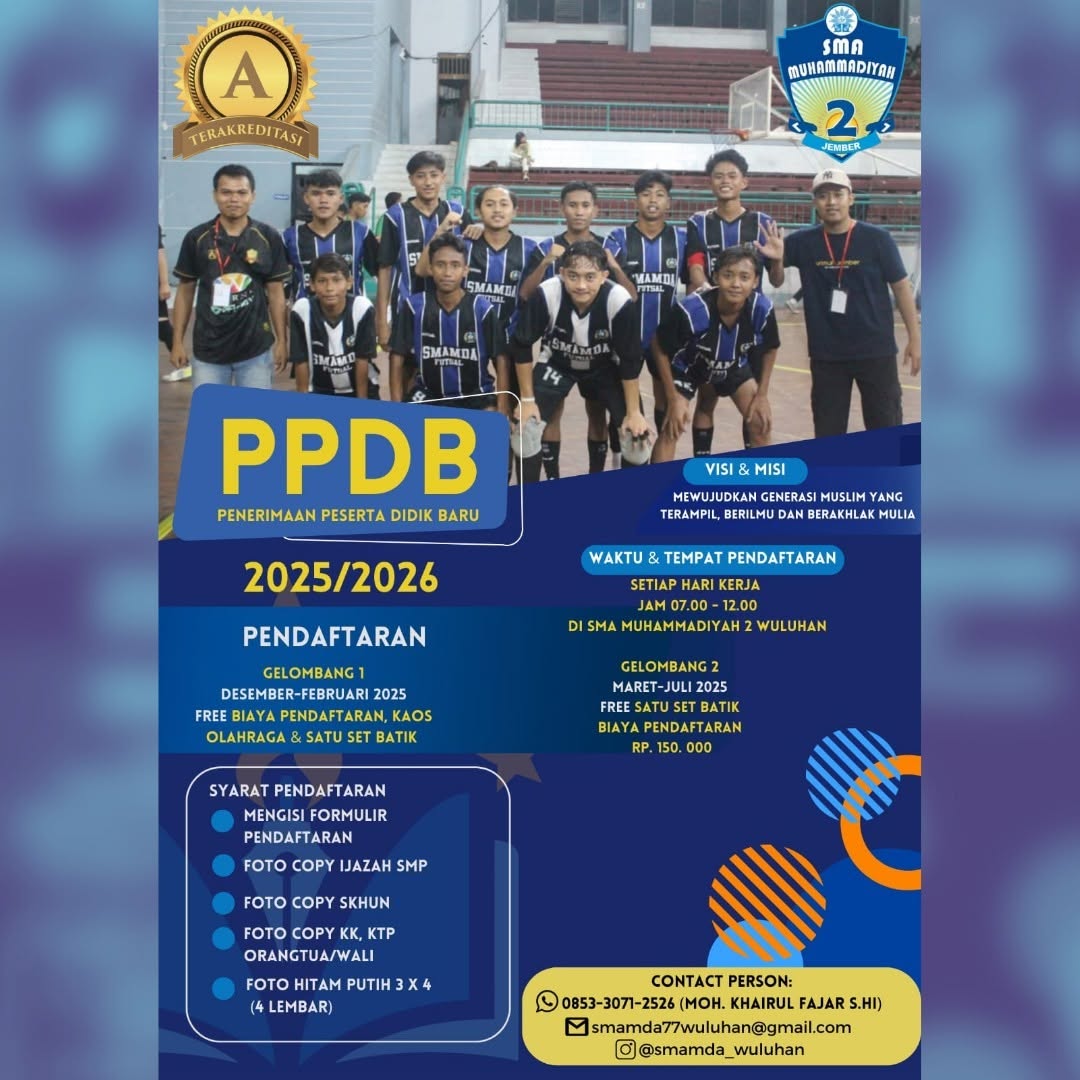 A
TERAKREDITASI
SMA
MUHAMMADIYAH
2
JEMBER
SMAMDA
FUTSAL
SMAMDA
FUTSAL
SMAMDA
FUTSAL
14
PPDB
PENERIMAAN PESERTA DIDIK BARU
2025/2026
VISI & MISI
MEWUJUDKAN GENERASI MUSLIM YANG
TERAMPIL, BERILMU DAN BERAKHLAK MULIA
WAKTU & TEMPAT PENDAFTARAN
SETIAP HARI KERJA
JAM 07.00 - 12.00
DI SMA MUHAMMADIYAH 2 WULUHAN
PENDAFTARAN
GELOMBANG 1
DESEMBER-FEBRUARI 2025
FREE BIAYA PENDAFTARAN, KAOS
OLAHRAGA & SATU SET BATIK
GELOMBANG 2
MARET-JULI 2025
FREE SATU SET BATIK
BIAYA PENDAFTARAN
RP. 150. 000
SYARAT PENDAFTARAN
MENGISI FORMULIR
PENDAFTARAN
FOTO COPY IJAZAH SMP
FOTO COPY SKHUN
FOTO COPY KK, KTP
ORANGTUA/WALI
FOTO HITAM PUTIH 3 X 4
(4 LEMBAR)
CONTACT PERSON:
0853-3071-2526 (MOH. KHAIRUL FAJAR S.HI)
smamda77wuluhan@gmail.com
@smamda_wuluhan